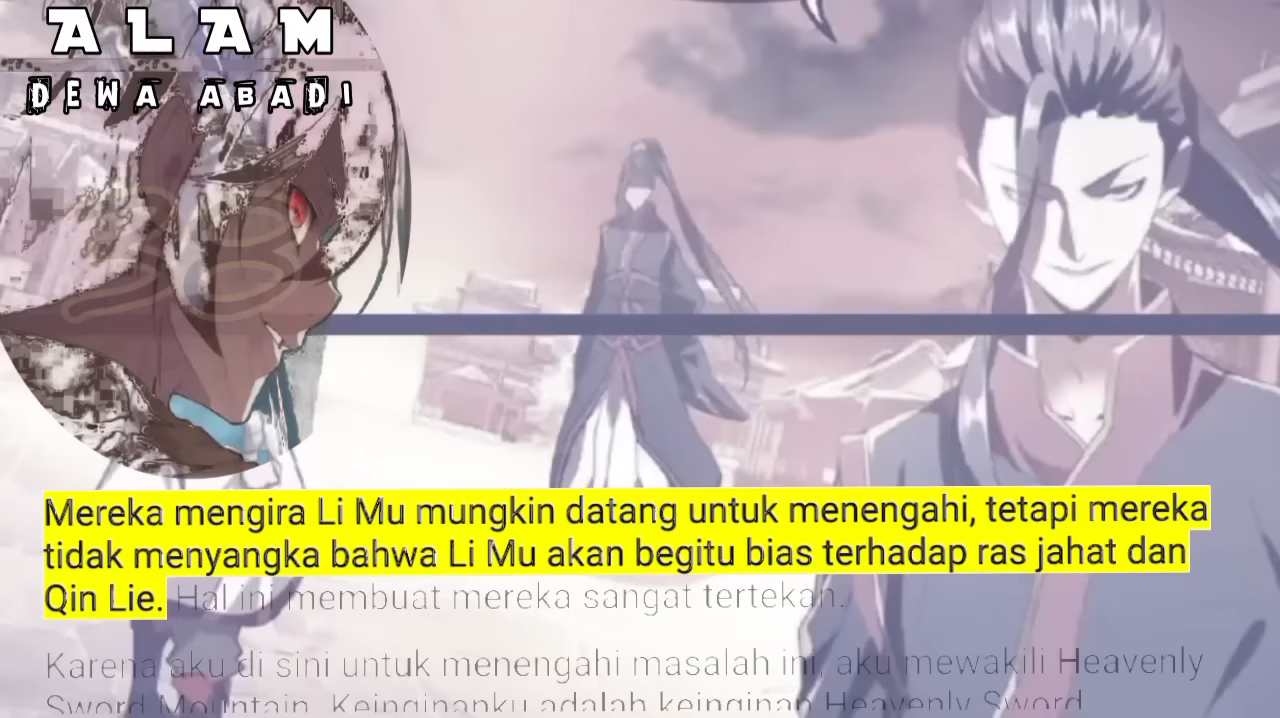 ALAM
DEWA ABADI
Mereka mengira Li Mu mungkin datang untuk menengahi, tetapi mereka
tidak menyangka bahwa Li Mu akan begitu bias terhadap ras jahat dan
Qin Lie. Hal ini membuat mereka sangat tertekan.
Karena aku di sini untuk menengahi masalah ini, aku mewakili Heavenly
Sword Mountain. Keinginanku adalah keinginan Heavenly Sword